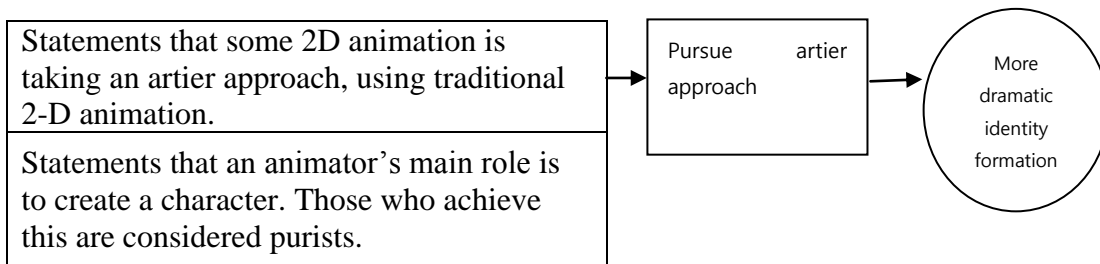 Statements that some 2D animation is
taking an artier approach, using traditional
2-D animation.
Statements that an animator’s main role is
to create a character. Those who achieve
this are considered purists.
Pursue artier
approach
More
dramatic
identity
formation